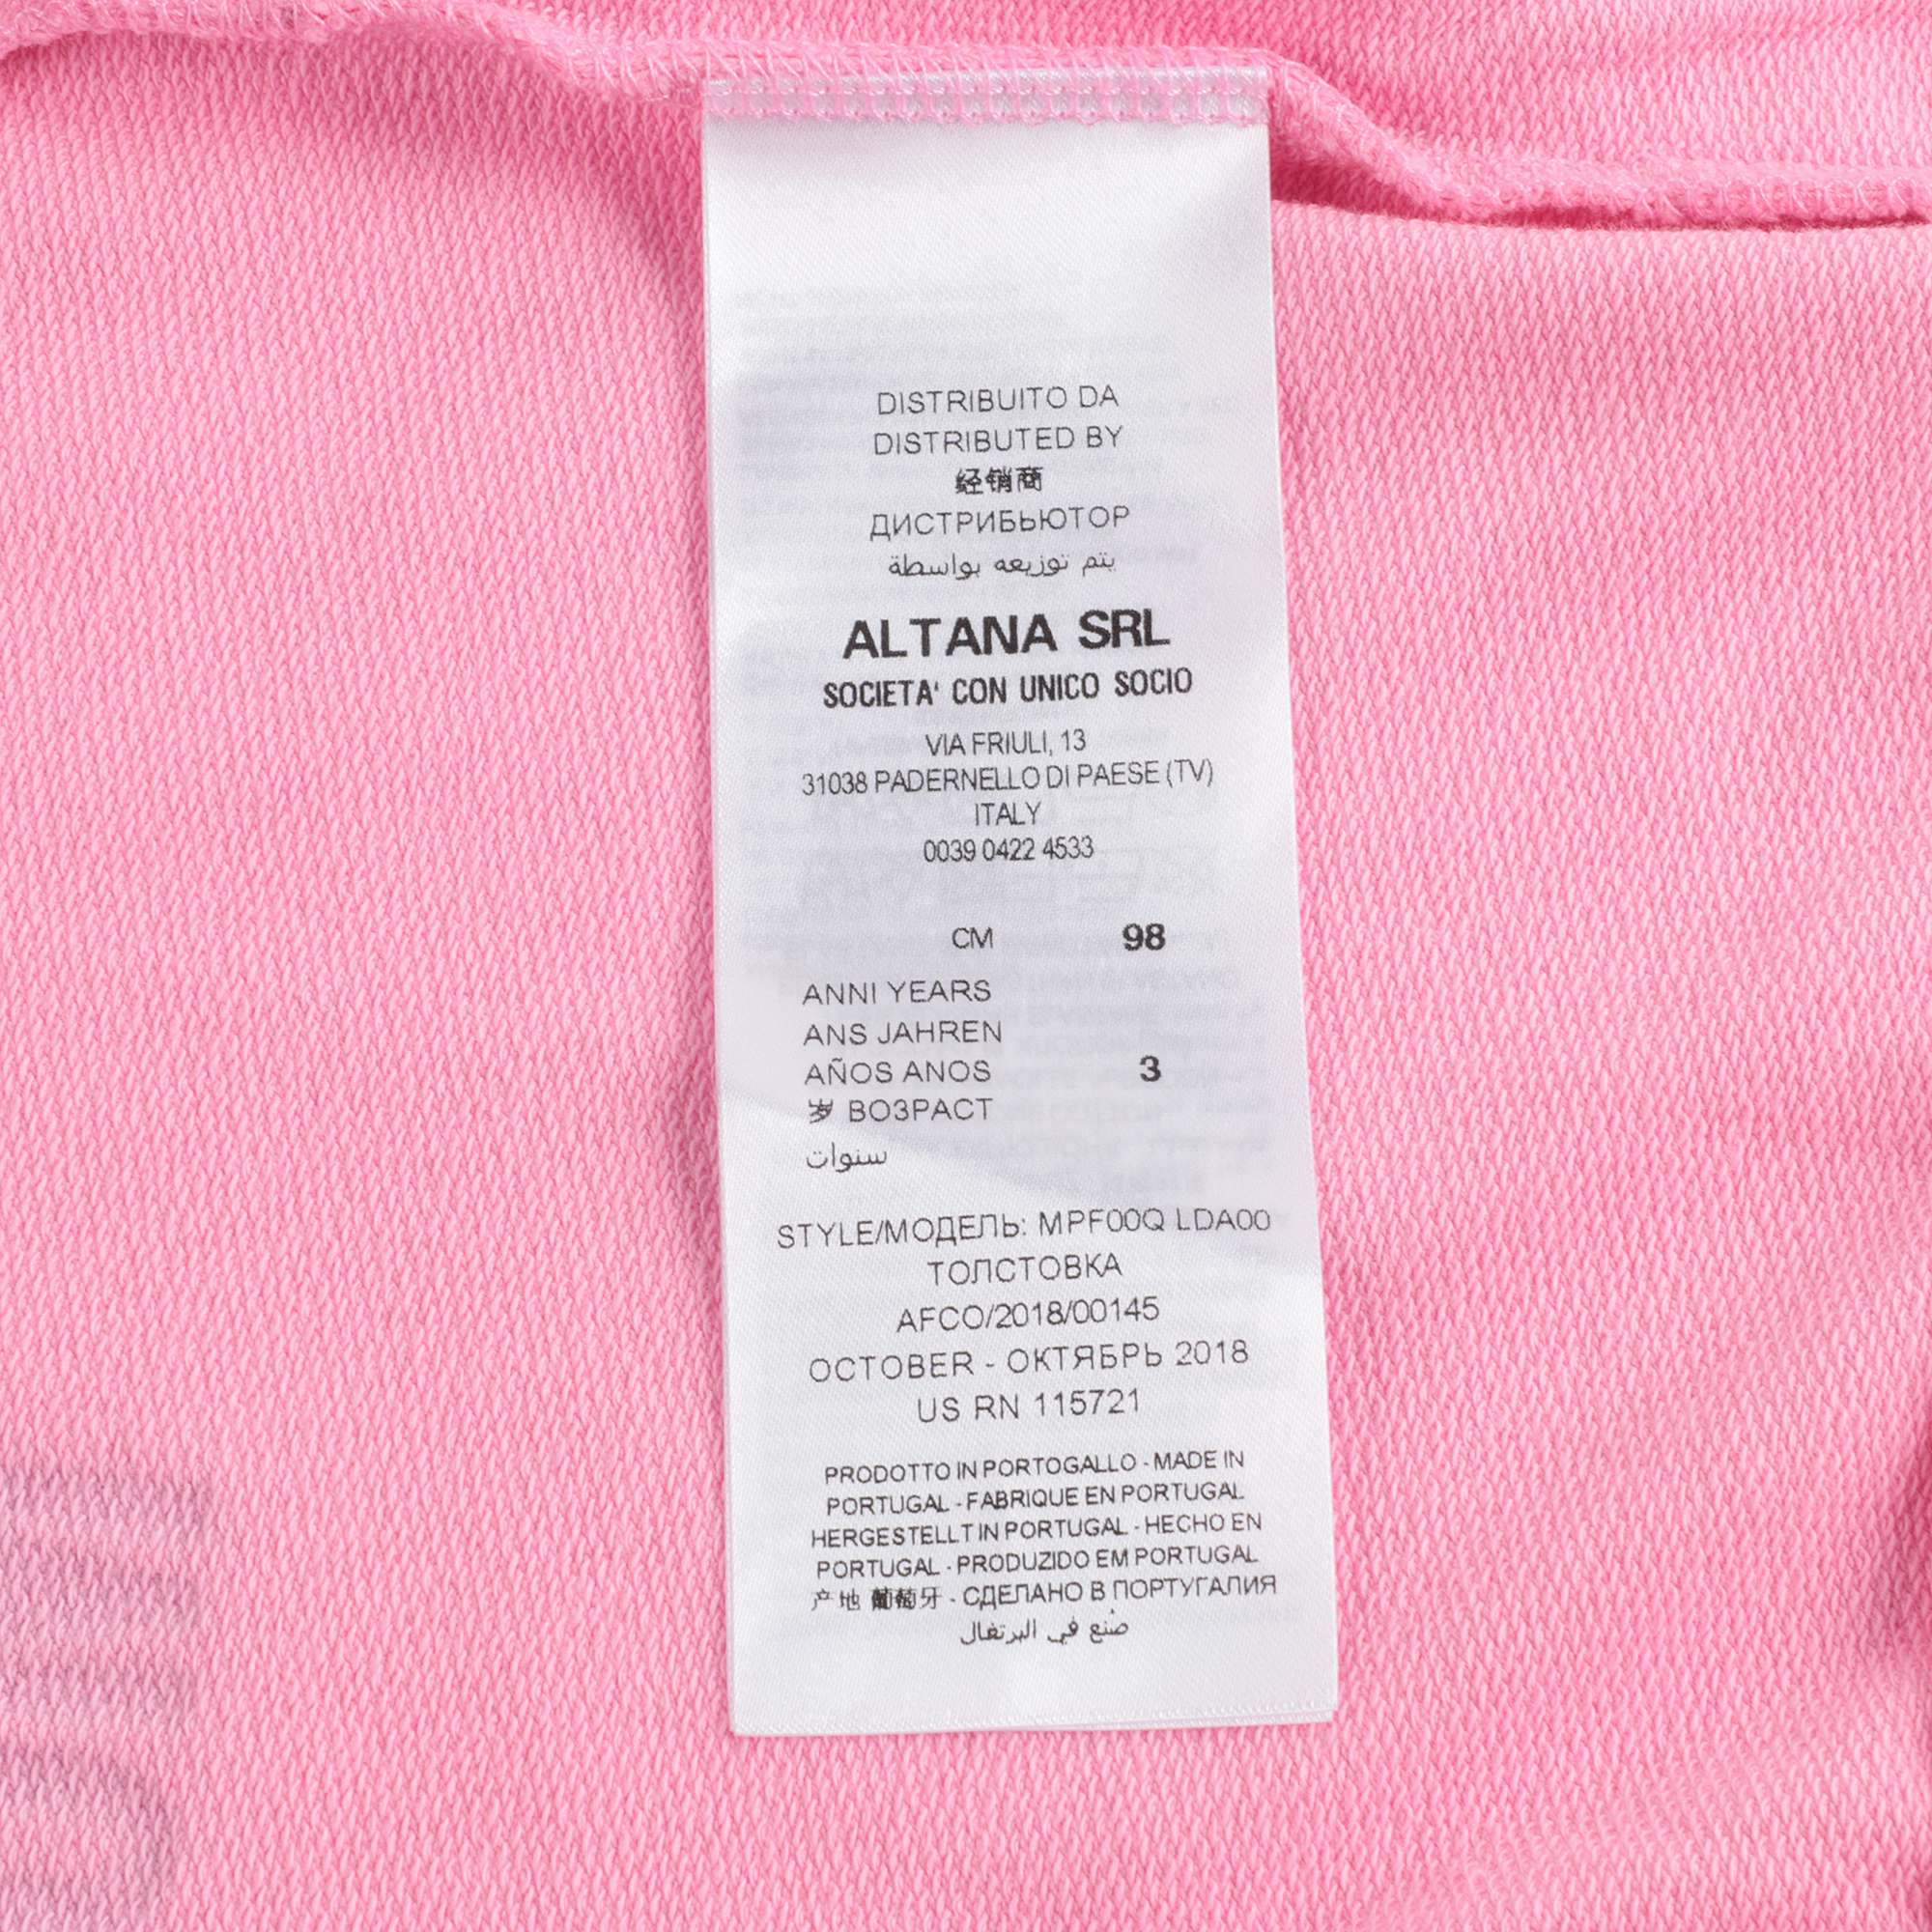 DISTRIBUITO DA
DISTRIBUTED BY
经销商
ДИСТРИБЬЮТОР
يتم توزيعه بواسطة
ALTANA SRL
SOCIETA' CON UNICO SOCIO
VIA FRIULI, 13
31038 PADERNELLO DI PAESE (TV)
ITALY
0039 0422 4533
CM 98
ANNI YEARS
ANS JAHREN
AÑOS ANOS 3
岁 ВОЗРАСТ
سنوات
STYLE/МОДЕЛЬ: MPF00Q LDA00
ТОЛСТОВКА
AFCO/2018/00145
OCTOBER - ОКТЯБРЬ 2018
US RN 115721
PRODOTTO IN PORTOGALLO - MADE IN
PORTUGAL - FABRIQUE EN PORTUGAL
HERGESTELLT IN PORTUGAL - HECHO EN
PORTUGAL - PRODUZIDO EM PORTUGAL
产地 葡萄牙 - СДЕЛАНО В ПОРТУГАЛИЯ
صُنع في البرتغال